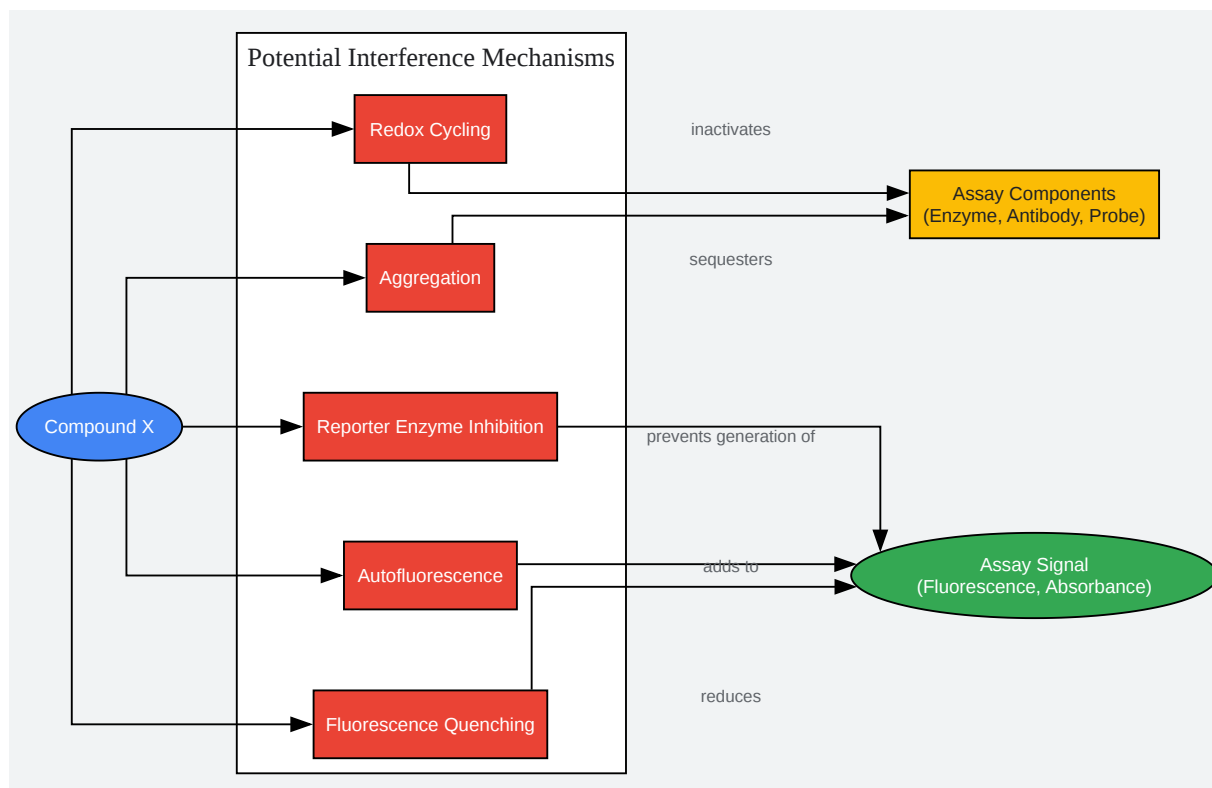 Potential Interference Mechanisms
Redox Cycling
inactivates
Assay Components
(Enzyme, Antibody, Probe)
sequesters
Aggregation
Compound X
Reporter Enzyme Inhibition
prevents generation of
Autofluorescence
adds to
Assay Signal
(Fluorescence, Absorbance)
reduces
Fluorescence Quenching